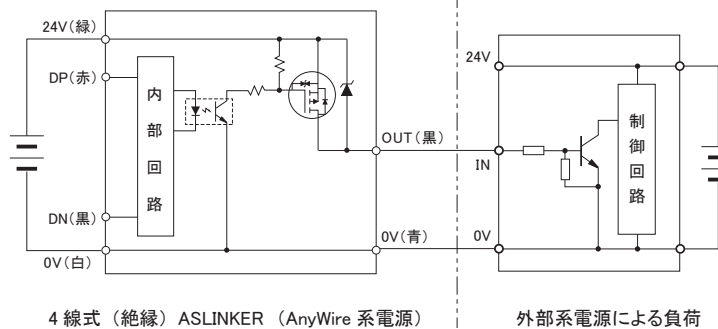 24V(緑)
DP(赤)
内部回路
DN(黒)
0V(白)
OUT(黒)
0V(青)
24V
IN
0V
制御回路
4線式（絶縁）ASLINKER（AnyWire系電源）
外部系電源による負荷